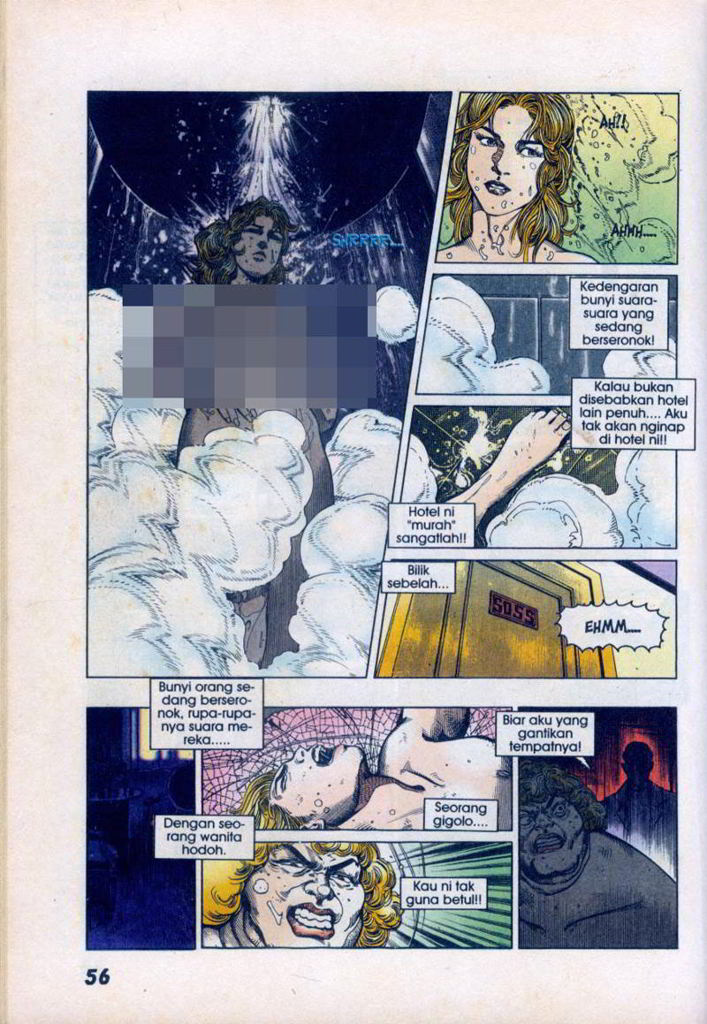 SHRRRR...
AH!!
AHHH.....
Kedengaran
bunyi suara-
suara yang
sedang
berseronok!
Kalau bukan
disebabkan hotel
lain penuh.... Aku
tak akan nginap
di hotel ni!!
Hotel ni
"murah"
sangatlah!!
Bilik
sebelah...
SOSS
EHMM.....
Bunyi orang se-
dang bersero-
nok, rupa-rupa-
nya suara me-
reka.....
Seorang
gigolo....
Biar aku yang
gantikan
tempatnya!
Dengan seo-
rang wanita
hodoh.
Kau ni tak
guna betul!!
56